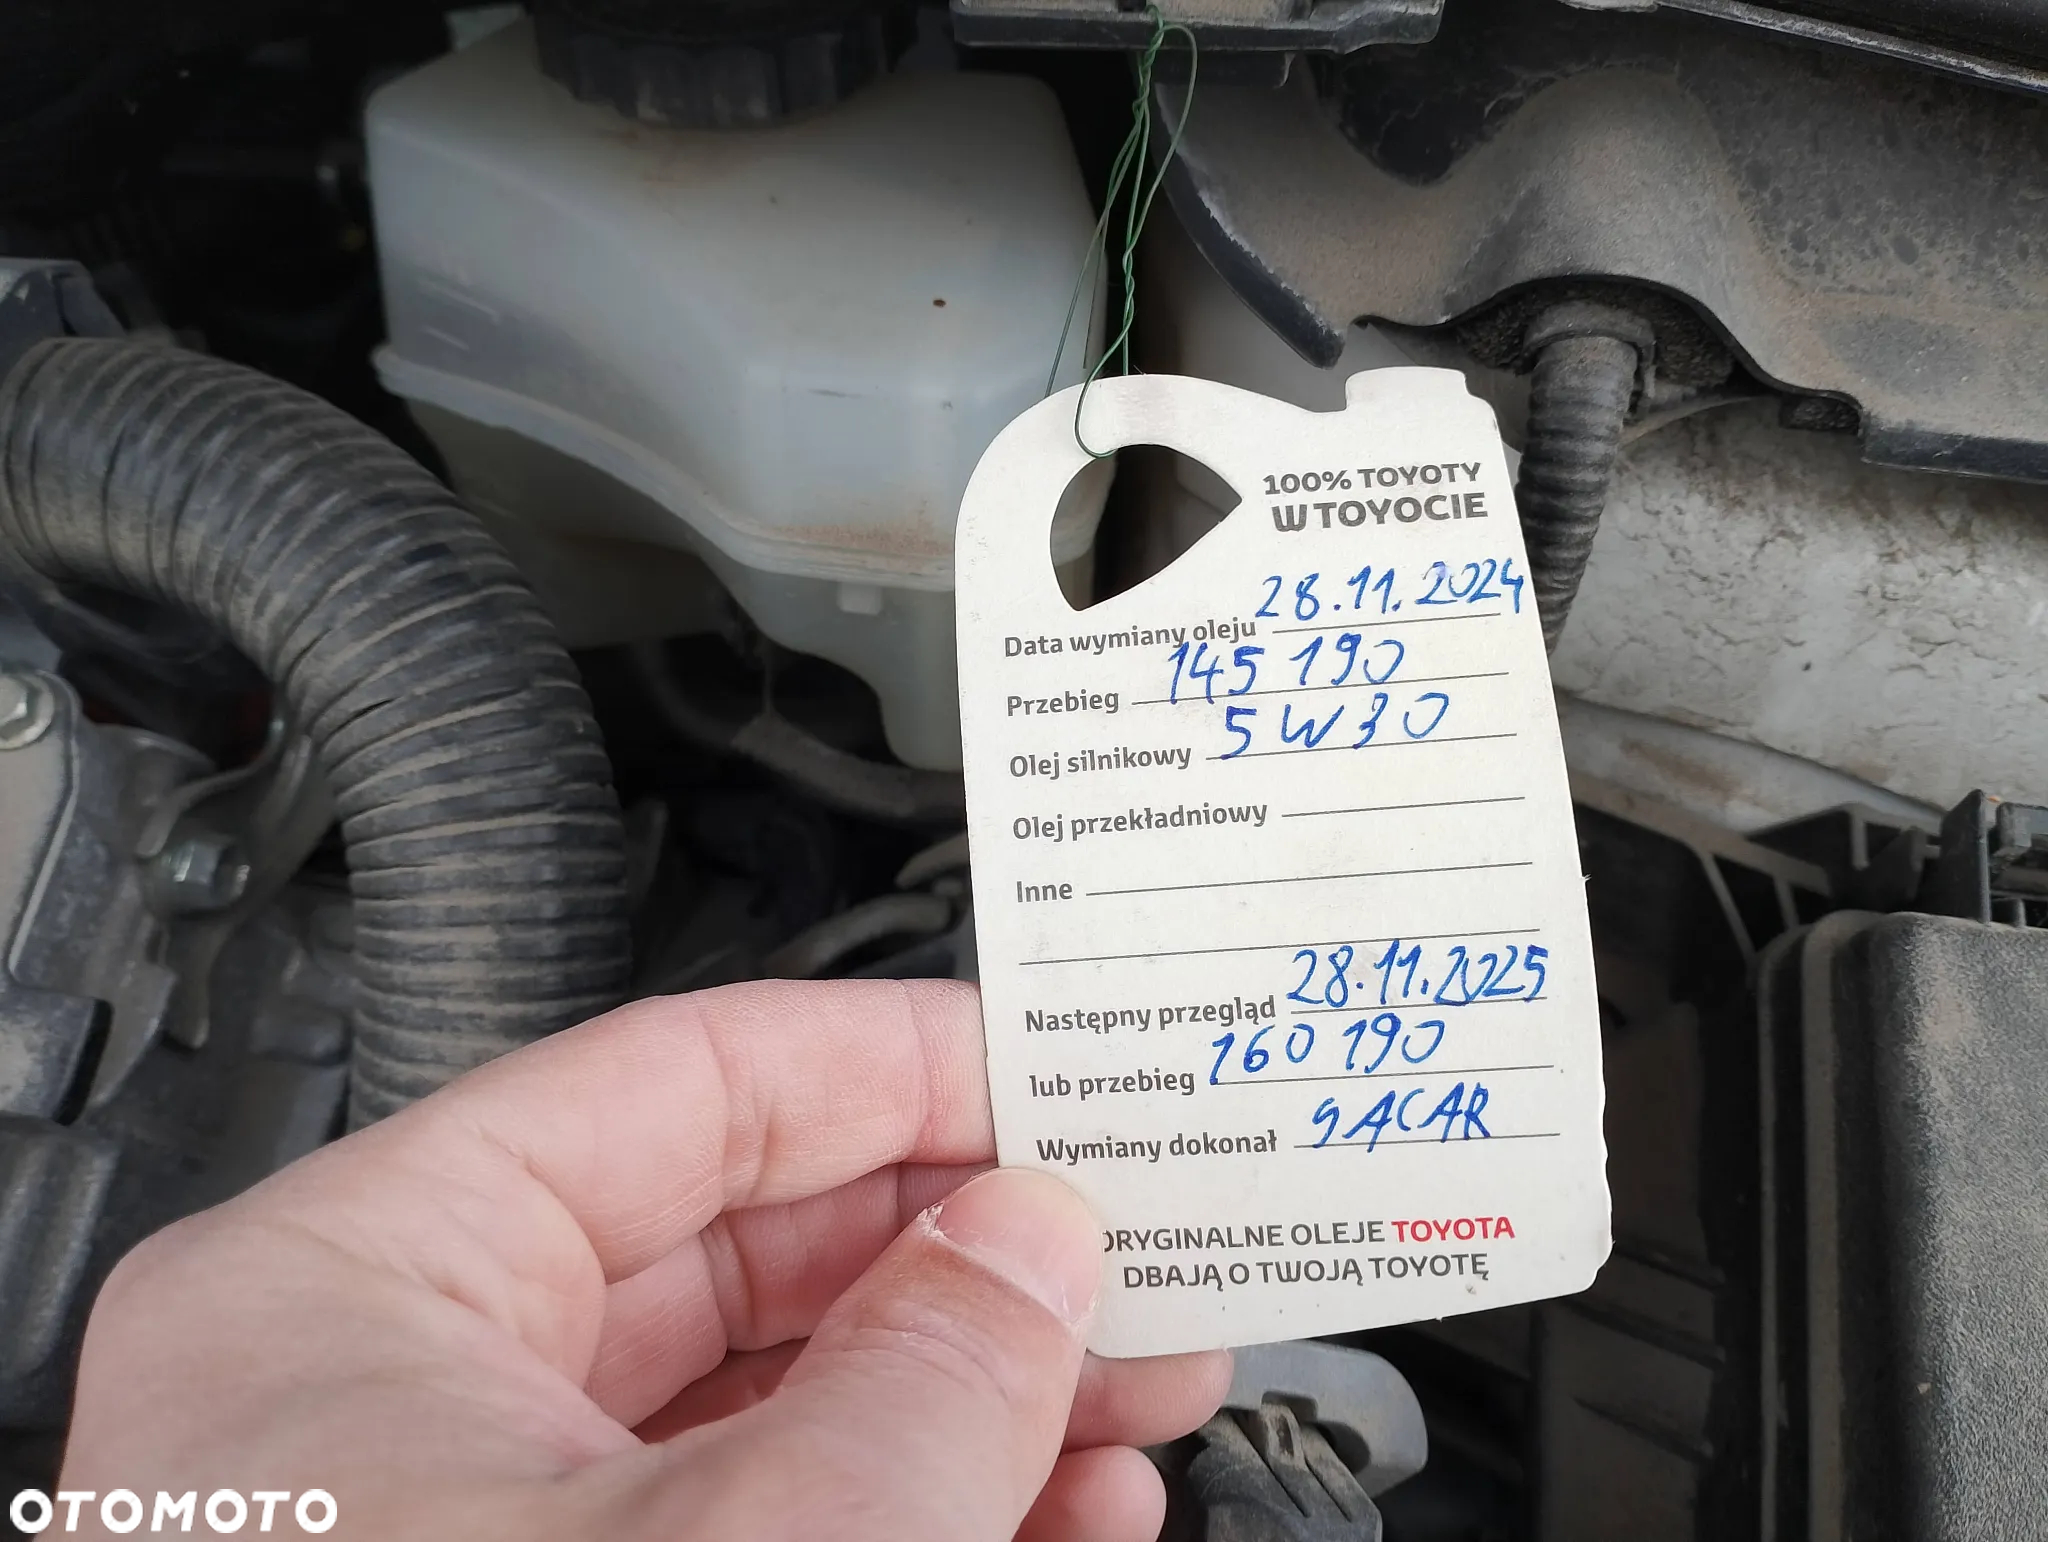 100% TOYOTY
W TOYOCIE
Data wymiany oleju 28.11.2024
Przebieg 145 190
Olej silnikowy 5W30
Olej przekładniowy
Inne
Następny przegląd 28.11.2025
lub przebieg 160 190
Wymiany dokonał
ORYGINALNE OLEJE TOYOTA
DBAJĄ O TWOJĄ TOYOTĘ
OTOMOTO